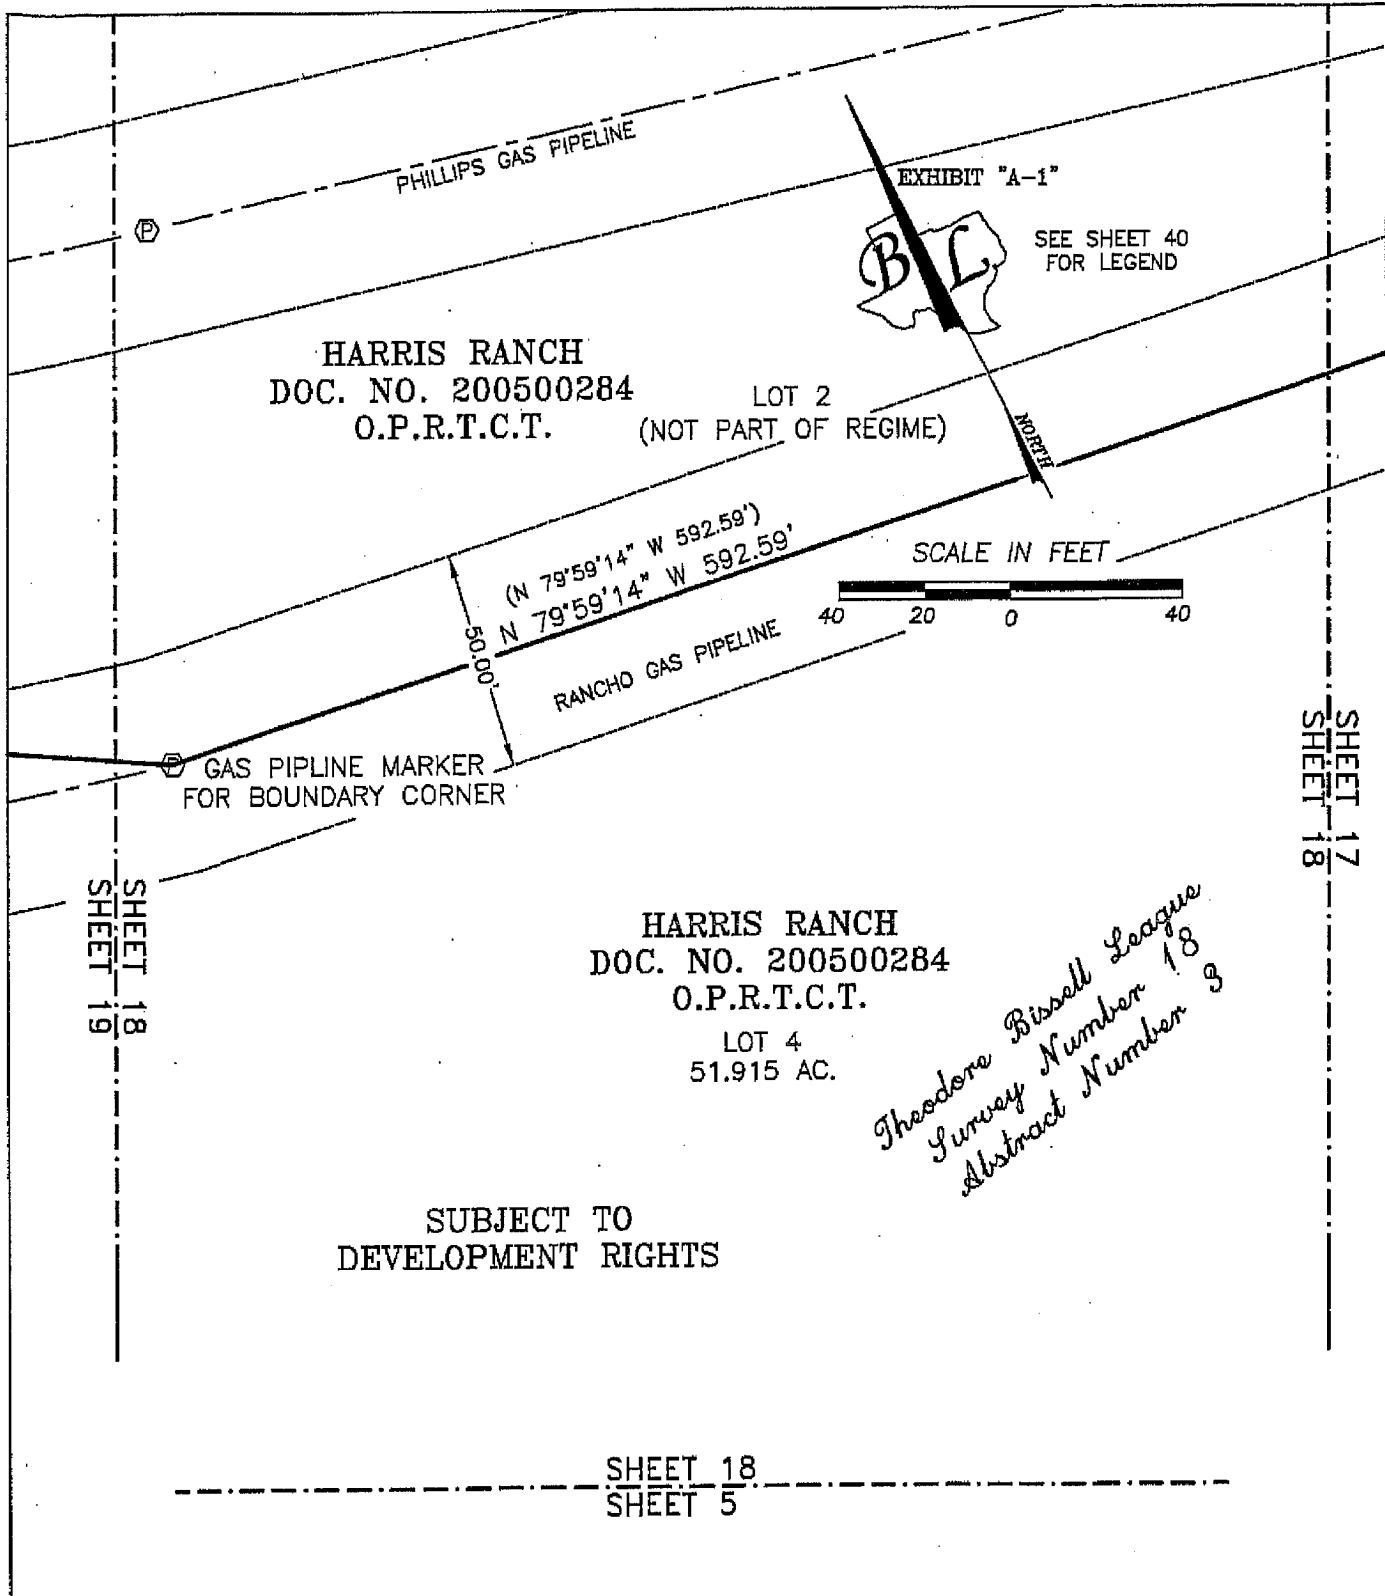 PHILLIPS GAS PIPELINE
P
EXHIBIT "A-1"
B L
SEE SHEET 40
FOR LEGEND
HARRIS RANCH
DOC. NO. 200500284
O.P.R.T.C.T.
LOT 2
(NOT PART OF REGIME)
NORTH
(N 79°59'14" W 592.59')
N 79°59'14" W 592.59'
50.00'
SCALE IN FEET
40 20 0 40
RANCHO GAS PIPELINE
P
GAS PIPLINE MARKER
FOR BOUNDARY CORNER
SHEET 17
SHEET 18
SHEET 18
SHEET 19
HARRIS RANCH
DOC. NO. 200500284
O.P.R.T.C.T.
LOT 4
51.915 AC.
Theodore Bissell League
Survey Number 18
Abstract Number 3
SUBJECT TO
DEVELOPMENT RIGHTS
SHEET 18
SHEET 5